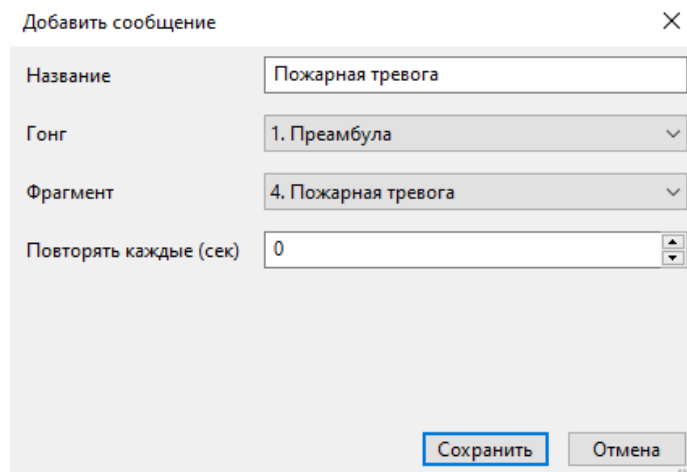 Добавить сообщение
Название Пожарная тревога
Гонг 1. Преамбула
Фрагмент 4. Пожарная тревога
Повторять каждые (сек) 0
Сохранить Отмена